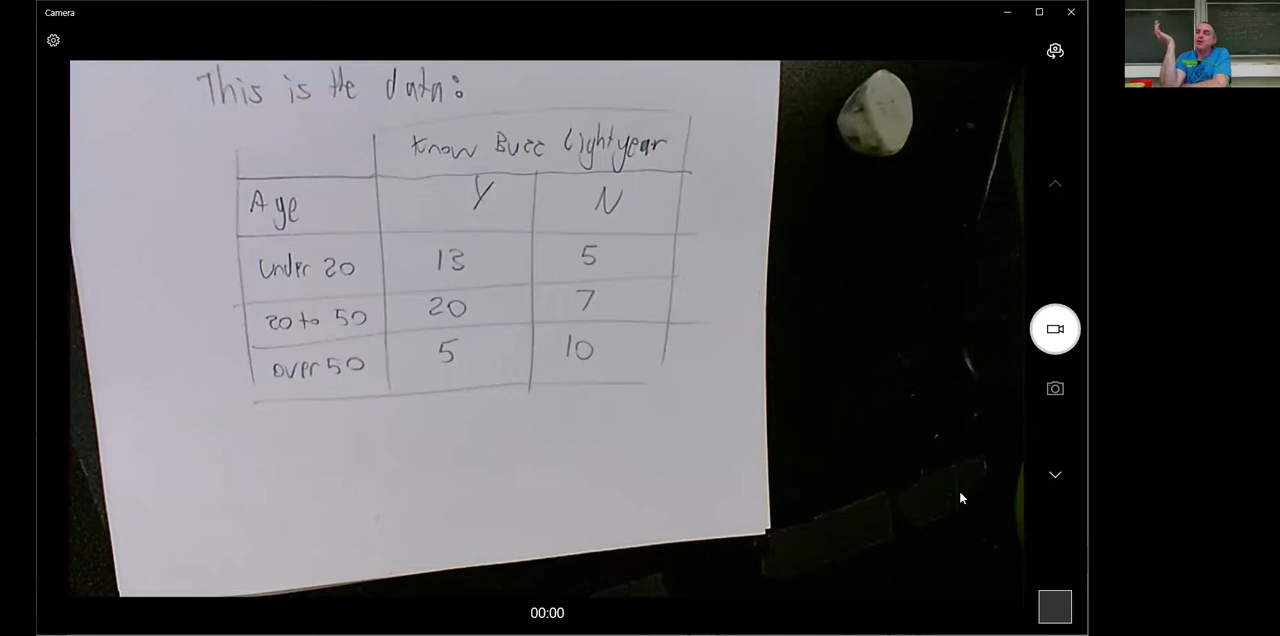 Camera
This is the data:
Know Buzz Lightyear
Age Y N
Under 20 13 5
20 to 50 20 7
over 50 5 10
00:00